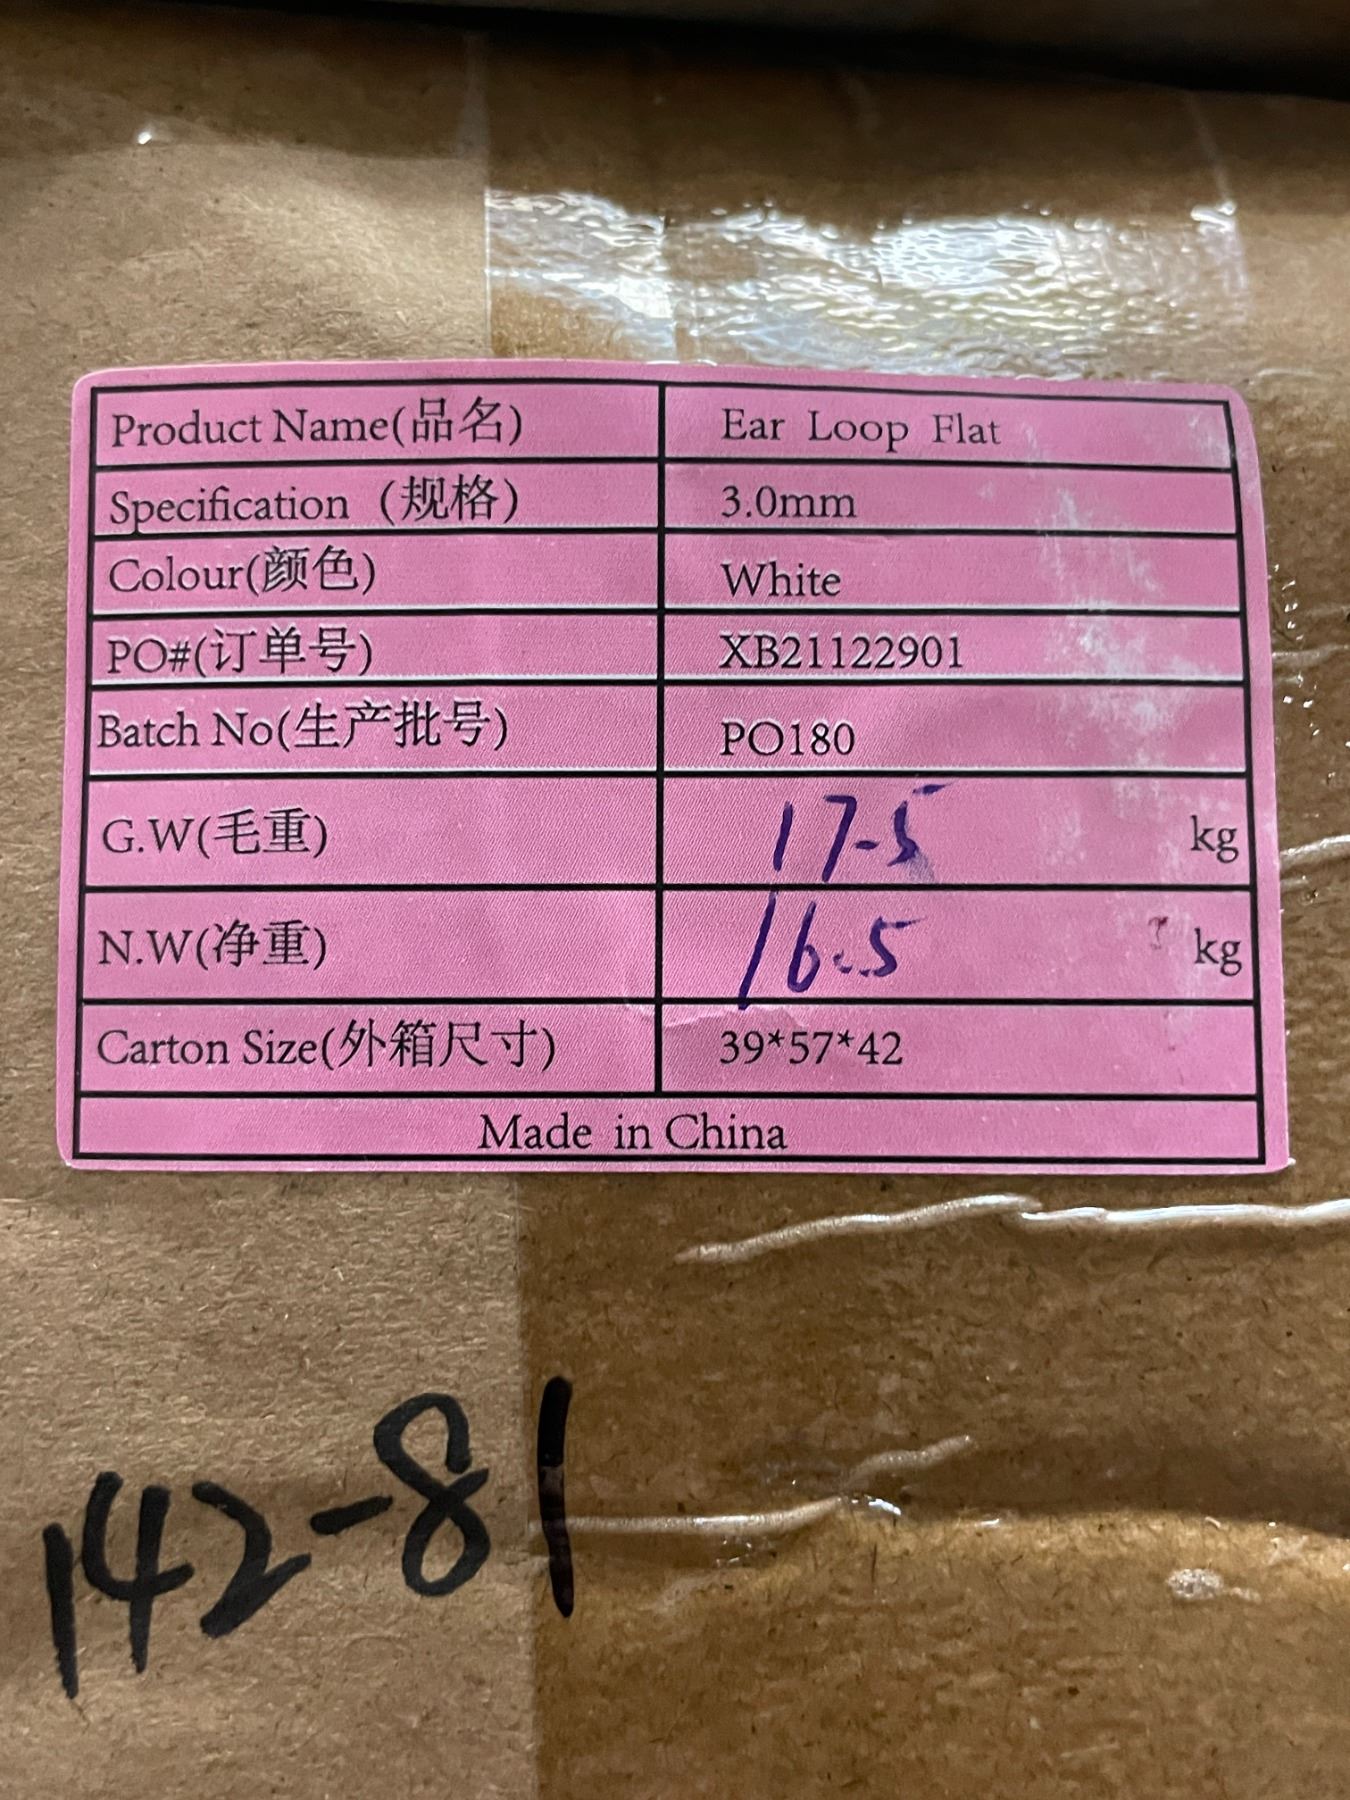 Product Name(品名) Ear Loop Flat
Specification (规格) 3.0mm
Colour(颜色) White
PO#(订单号) XB21122901
Batch No(生产批号) PO180
G.W(毛重) 17-5 kg
N.W(净重) 16.5 kg
Carton Size(外箱尺寸) 39*57*42
Made in China
142-81